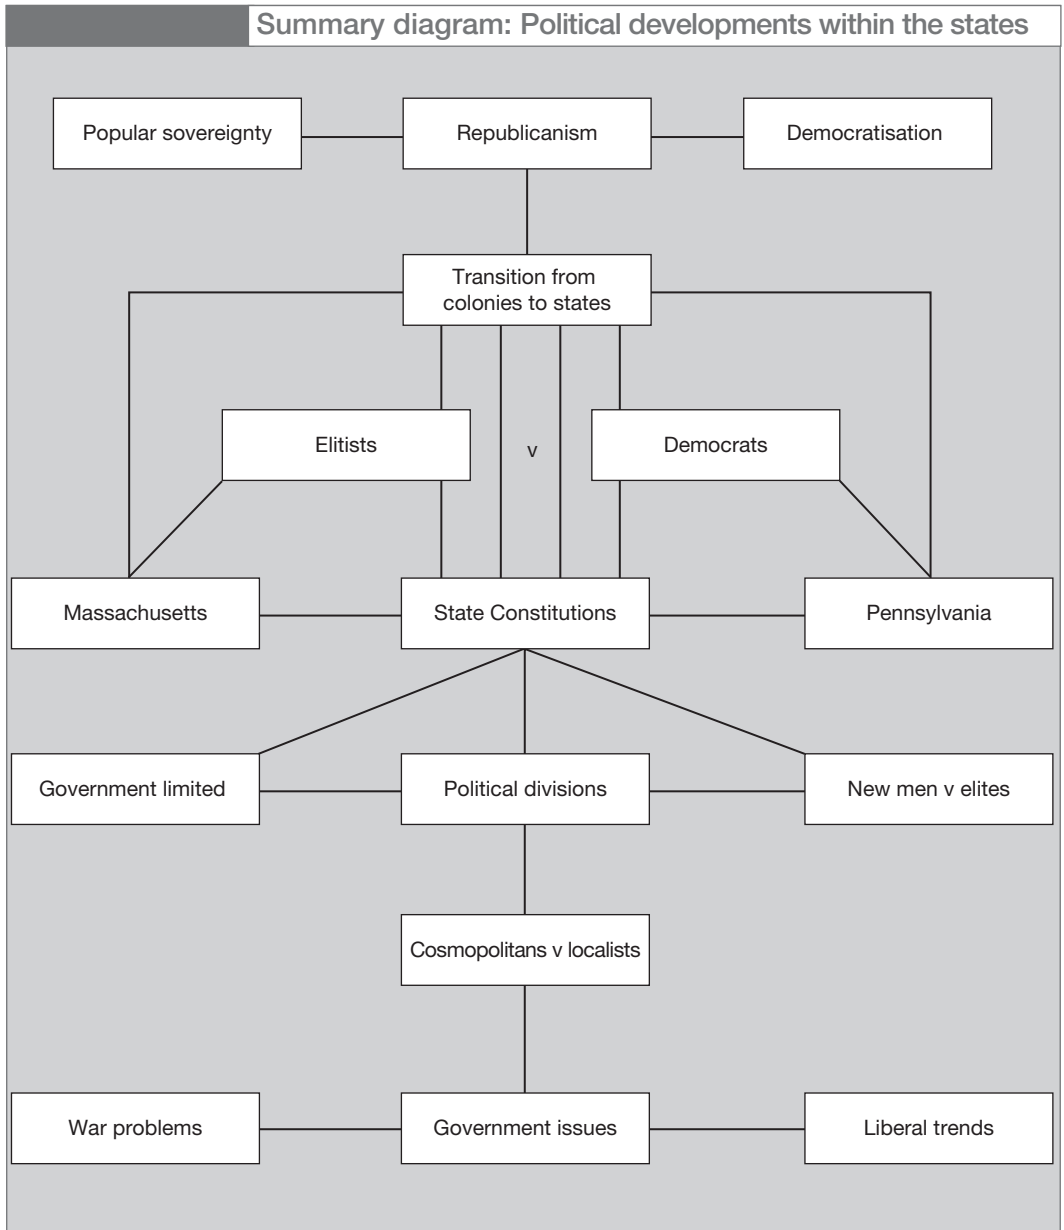 Summary diagram: Political developments within the states
Popular sovereignty
Republicanism
Democratisation
Transition from
colonies to states
Elitists
v
Democrats
Massachusetts
State Constitutions
Pennsylvania
Government limited
Political divisions
New men v elites
Cosmopolitans v localists
War problems
Government issues
Liberal trends